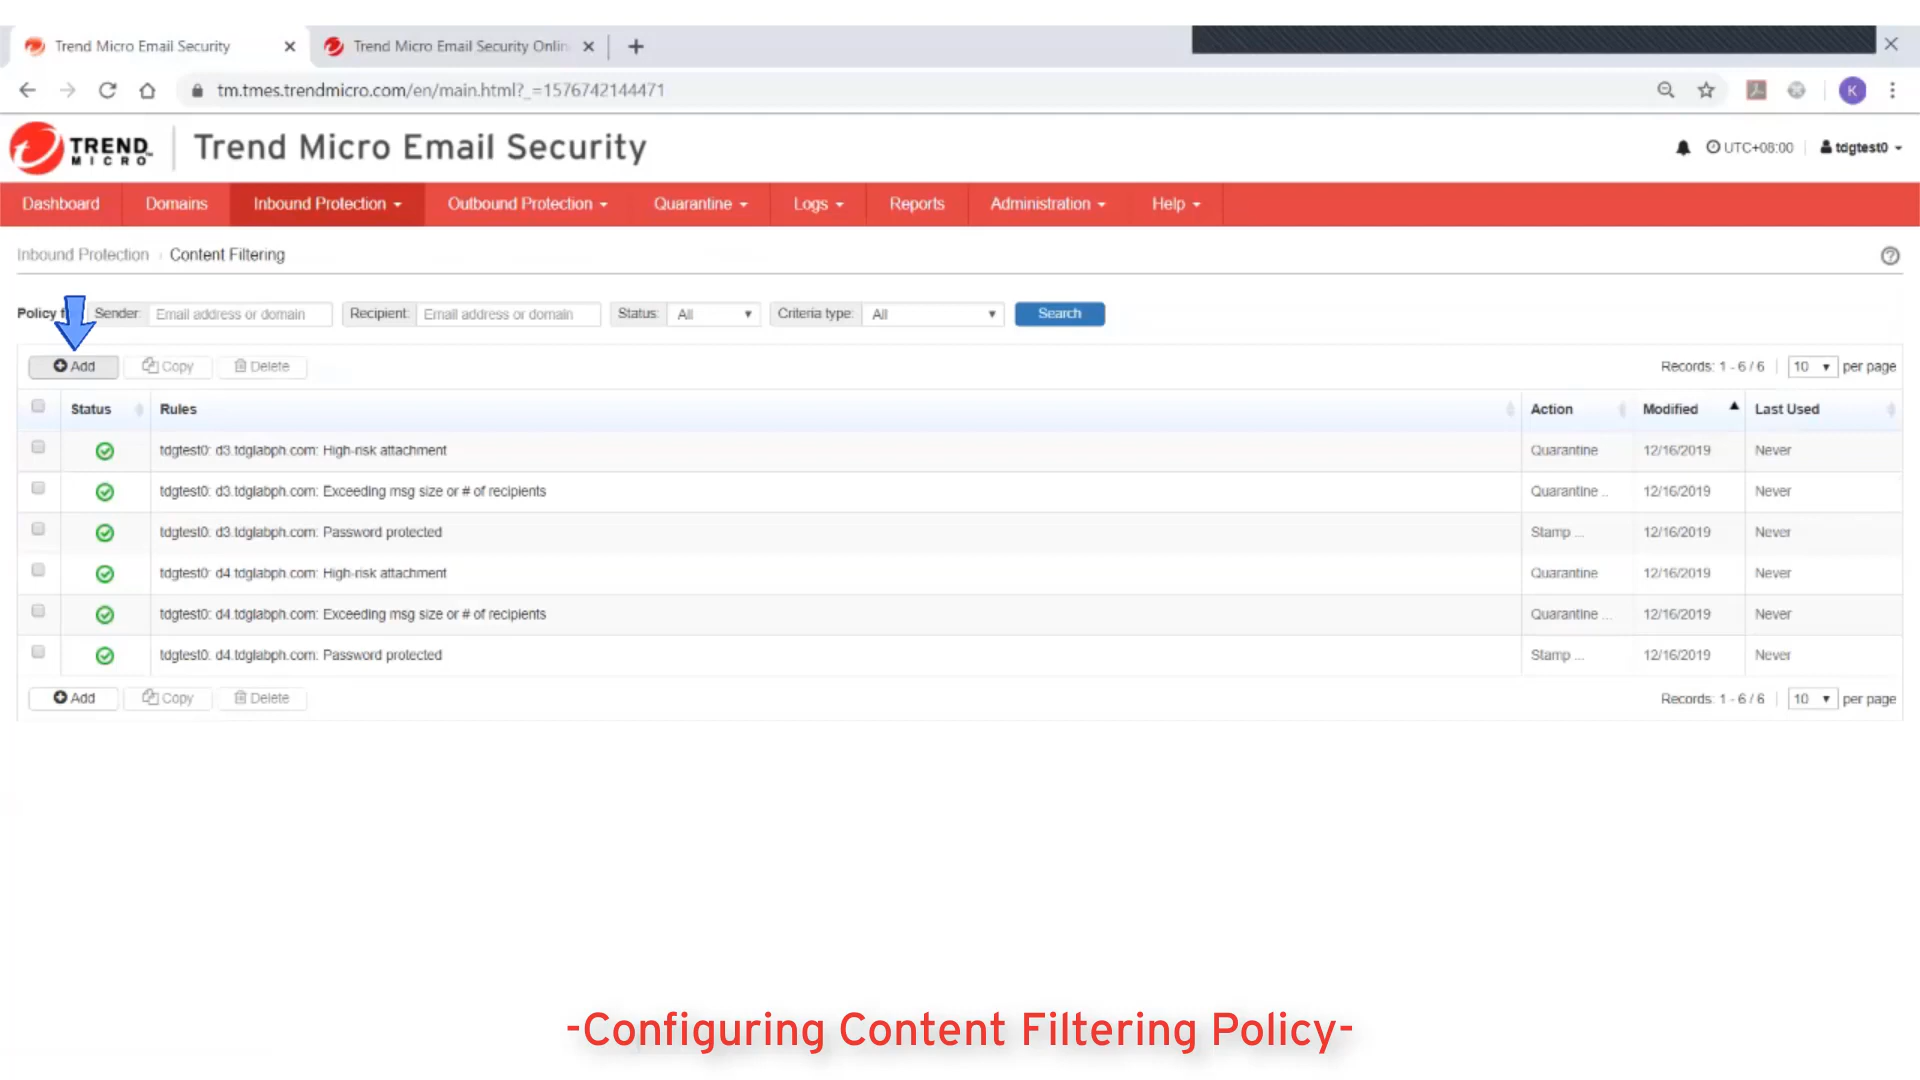 Trend Micro Email Security
Trend Micro Email Security Onlin
tm.tmes.trendmicro.com/en/main.html?_=1576742144471
K
TREND MICRO
Trend Micro Email Security
UTC+08:00
tdgtest0
Dashboard Domains Inbound Protection Outbound Protection Quarantine Logs Reports Administration Help
Inbound Protection Content Filtering
Policy Sender: Email address or domain Recipient: Email address or domain Status: All Criteria type: All Search
Add Copy Delete Records: 1 - 6 / 6 10 per page
Status Rules Action Modified Last Used
tdgtest0: d3.tdglabph.com: High-risk attachment Quarantine 12/16/2019 Never
tdgtest0: d3.tdglabph.com: Exceeding msg size or # of recipients Quarantine .. 12/16/2019 Never
tdgtest0: d3.tdglabph.com: Password protected Stamp ... 12/16/2019 Never
tdgtest0: d4.tdglabph.com: High-risk attachment Quarantine 12/16/2019 Never
tdgtest0: d4.tdglabph.com: Exceeding msg size or # of recipients Quarantine ... 12/16/2019 Never
tdgtest0: d4.tdglabph.com: Password protected Stamp ... 12/16/2019 Never
Add Copy Delete Records: 1 - 6 / 6 10 per page
-Configuring Content Filtering Policy-